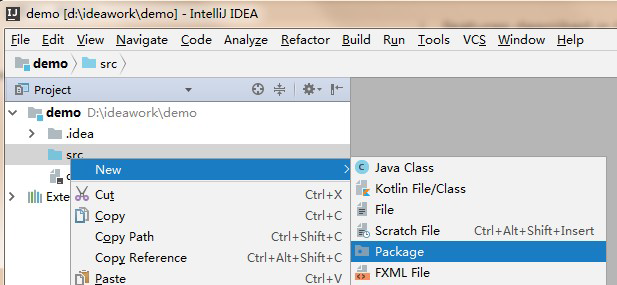 demo [d:\ideawork\demo] - IntelliJ IDEA
File Edit View Navigate Code Analyze Refactor Build Run Tools VCS Window Help
demo src
Project
demo D:\ideawork\demo
.idea
src
New
Java Class
Cut Ctrl+X
Kotlin File/Class
Copy Ctrl+C
File
Copy Path Ctrl+Shift+C
Scratch File Ctrl+Alt+Shift+Insert
Copy Reference Ctrl+Alt+Shift+C
Package
Paste Ctrl+V
FXML File